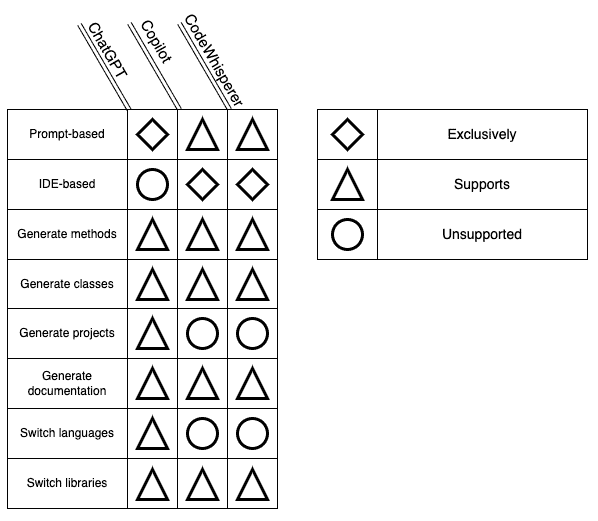 ChatGPT
Copilot
CodeWhisperer
Prompt-based
IDE-based
Generate methods
Generate classes
Generate projects
Generate
documentation
Switch languages
Switch libraries
Exclusively
Supports
Unsupported